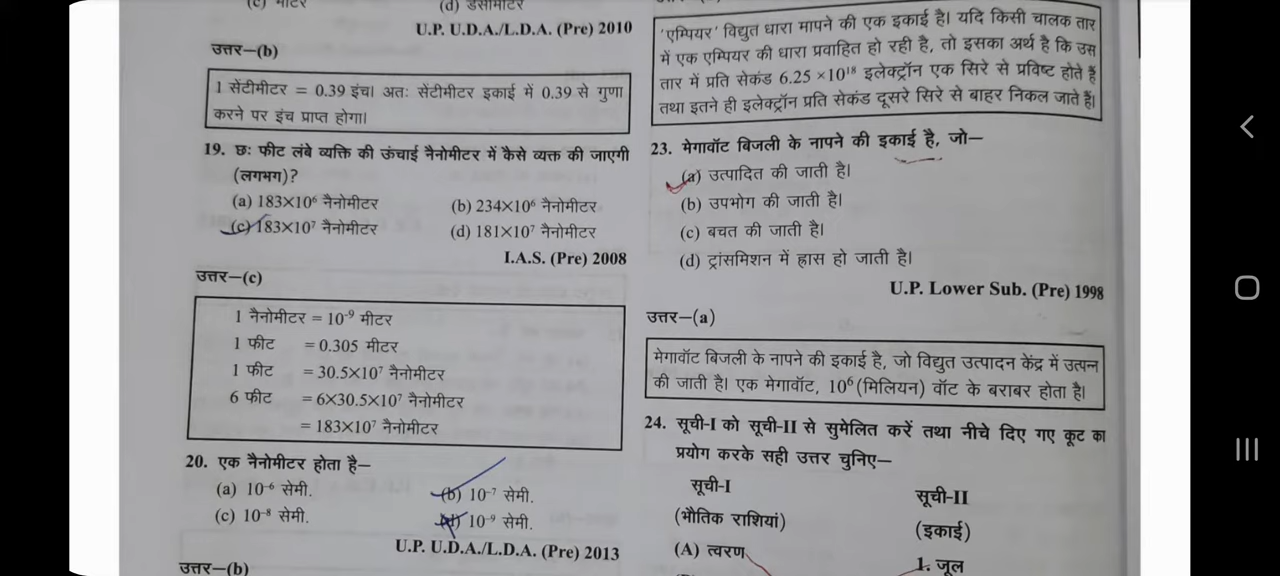 (c) मीटर
(d) डेसीमीटर
U.P. U.D.A./L.D.A. (Pre) 2010
उत्तर—(b)
1 सेंटीमीटर = 0.39 इंच। अतः सेंटीमीटर इकाई में 0.39 से गुणा
करने पर इंच प्राप्त होगा।
19. छः फीट लंबे व्यक्ति की ऊंचाई नैनोमीटर में कैसे व्यक्त की जाएगी
(लगभग)?
(a) 183×10⁶ नैनोमीटर (b) 234×10⁶ नैनोमीटर
(c) 183×10⁷ नैनोमीटर (d) 181×10⁷ नैनोमीटर
I.A.S. (Pre) 2008
उत्तर—(c)
1 नैनोमीटर = 10⁻⁹ मीटर
1 फीट = 0.305 मीटर
1 फीट = 30.5×10⁷ नैनोमीटर
6 फीट = 6×30.5×10⁷ नैनोमीटर
= 183×10⁷ नैनोमीटर
20. एक नैनोमीटर होता है—
(a) 10⁻⁶ सेमी. (b) 10⁻⁷ सेमी.
(c) 10⁻⁸ सेमी. (d) 10⁻⁹ सेमी.
U.P. U.D.A./L.D.A. (Pre) 2013
उत्तर—(b)
'एम्पियर' विद्युत धारा मापने की एक इकाई है। यदि किसी चालक तार
में एक एम्पियर की धारा प्रवाहित हो रही है, तो इसका अर्थ है कि उस
तार में प्रति सेकंड 6.25 ×10¹⁸ इलेक्ट्रॉन एक सिरे से प्रविष्ट होते हैं
तथा इतने ही इलेक्ट्रॉन प्रति सेकंड दूसरे सिरे से बाहर निकल जाते हैं।
23. मेगावॉट बिजली के नापने की इकाई है, जो—
(a) उत्पादित की जाती है।
(b) उपभोग की जाती है।
(c) बचत की जाती है।
(d) ट्रांसमिशन में ह्रास हो जाती है।
U.P. Lower Sub. (Pre) 1998
उत्तर—(a)
मेगावॉट बिजली के नापने की इकाई है, जो विद्युत उत्पादन केंद्र में उत्पन्न
की जाती है। एक मेगावॉट, 10⁶ (मिलियन) वॉट के बराबर होता है।
24. सूची-I को सूची-II से सुमेलित करें तथा नीचे दिए गए कूट का
प्रयोग करके सही उत्तर चुनिए—
सूची-I सूची-II
(भौतिक राशियां) (इकाई)
(A) त्वरण 1. जूल